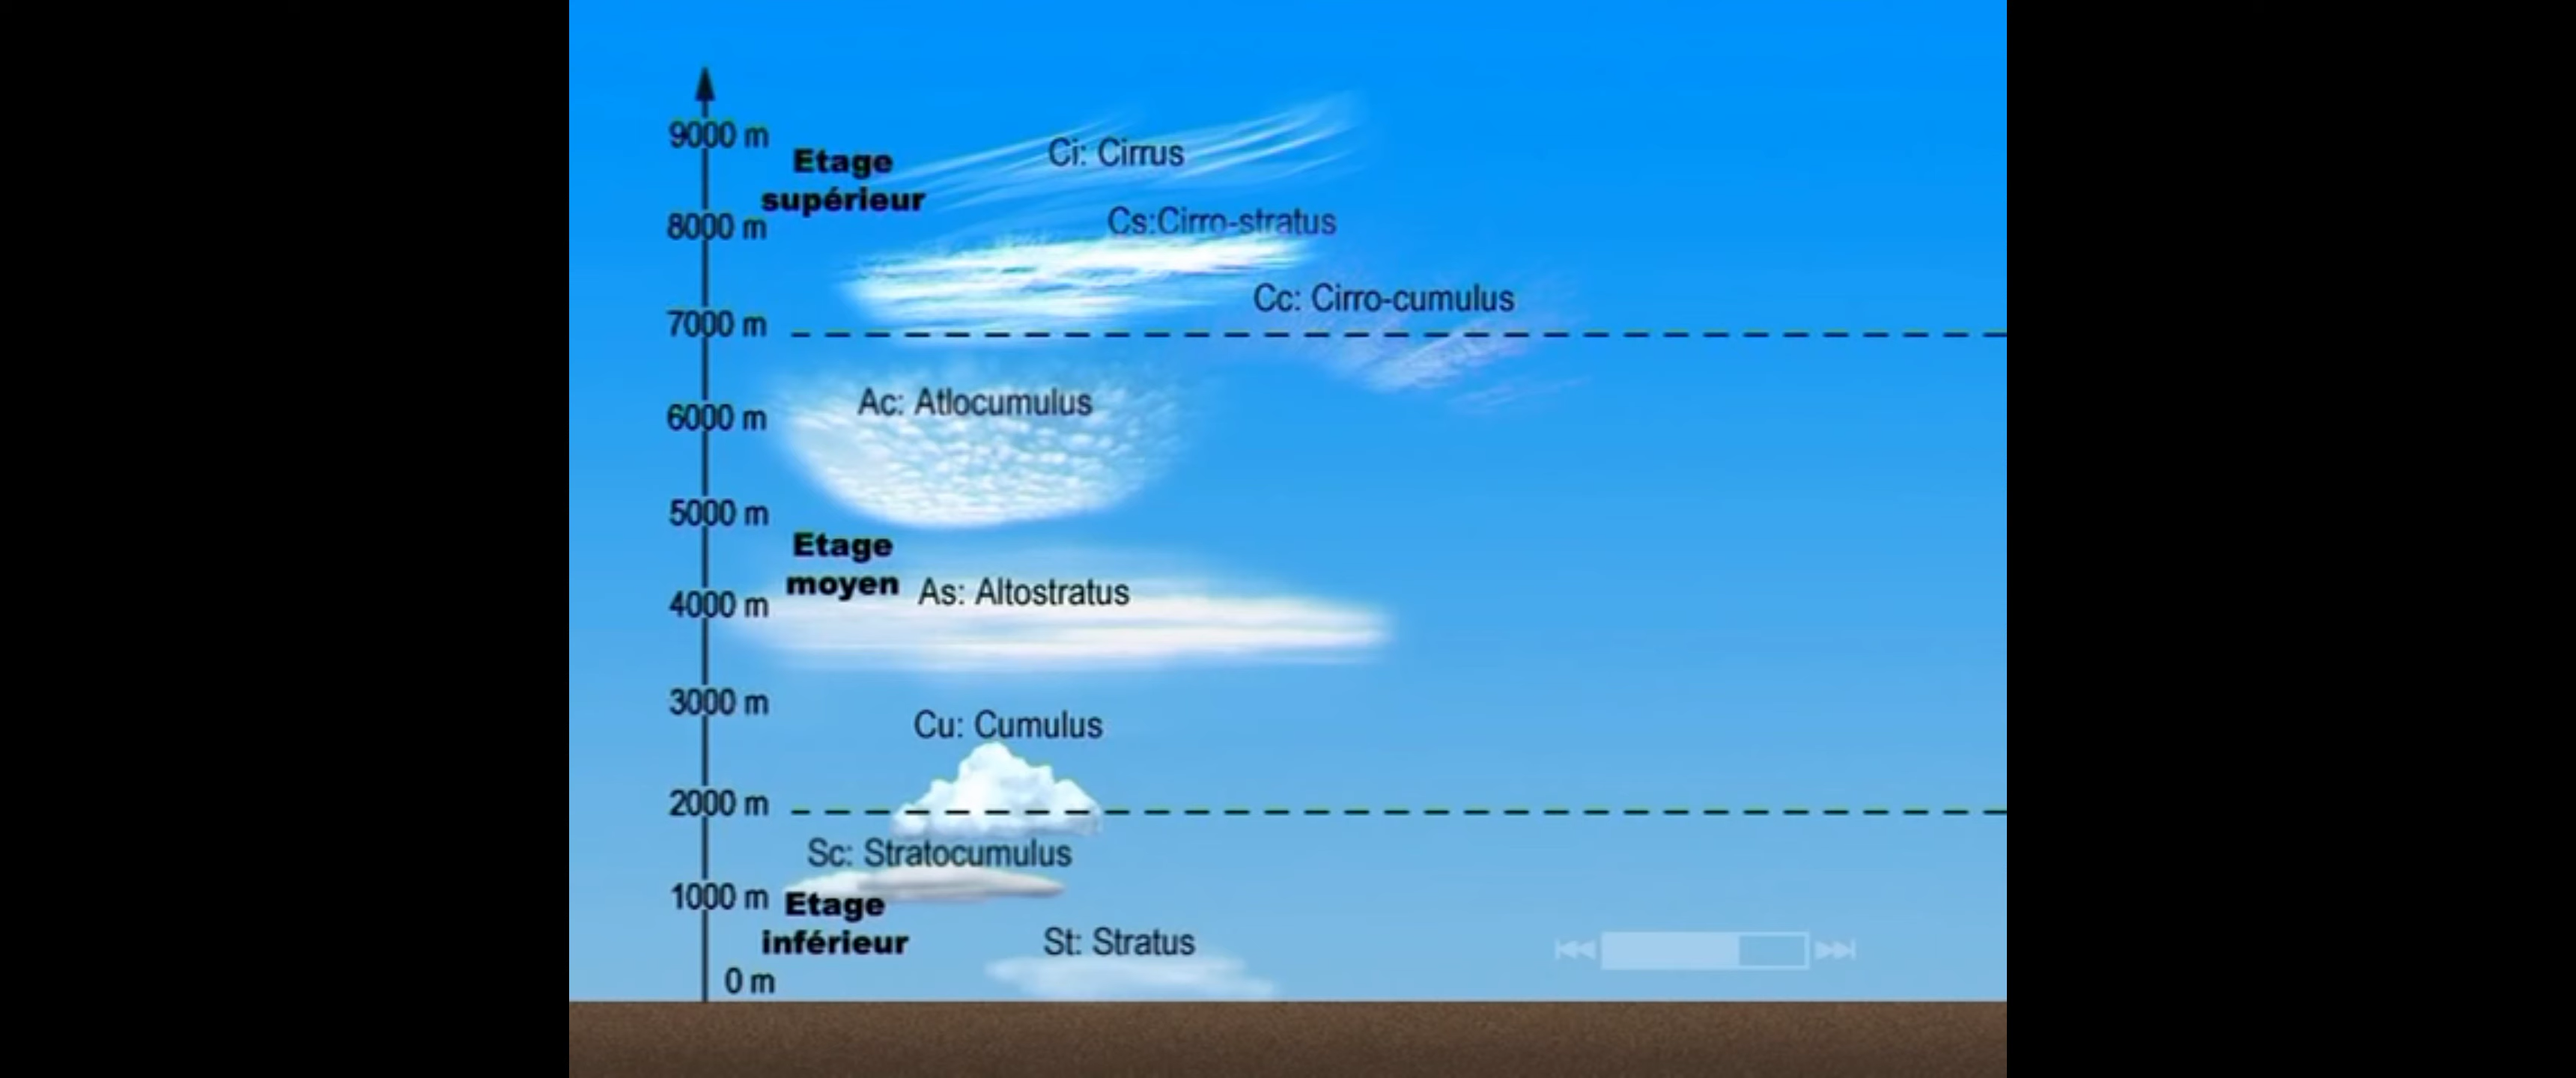 9000 m
Etage
supérieur
Ci: Cirrus
8000 m
Cs:Cirro-stratus
Cc: Cirro-cumulus
7000 m
Ac: Atlocumulus
6000 m
5000 m
Etage
moyen
As: Altostratus
4000 m
3000 m
Cu: Cumulus
2000 m
Sc: Stratocumulus
1000 m
Etage
inférieur
St: Stratus
0 m